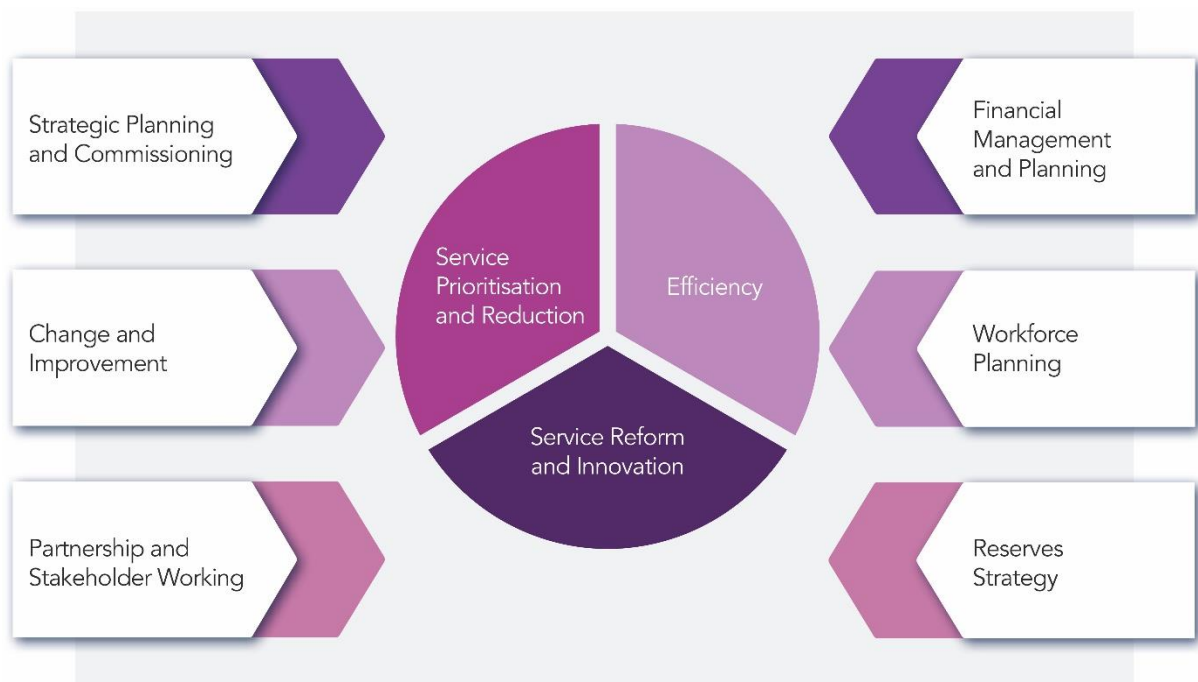 Strategic Planning
and Commissioning
Change and
Improvement
Partnership and
Stakeholder Working
Service
Prioritisation
and Reduction
Efficiency
Service Reform
and Innovation
Financial
Management
and Planning
Workforce
Planning
Reserves
Strategy